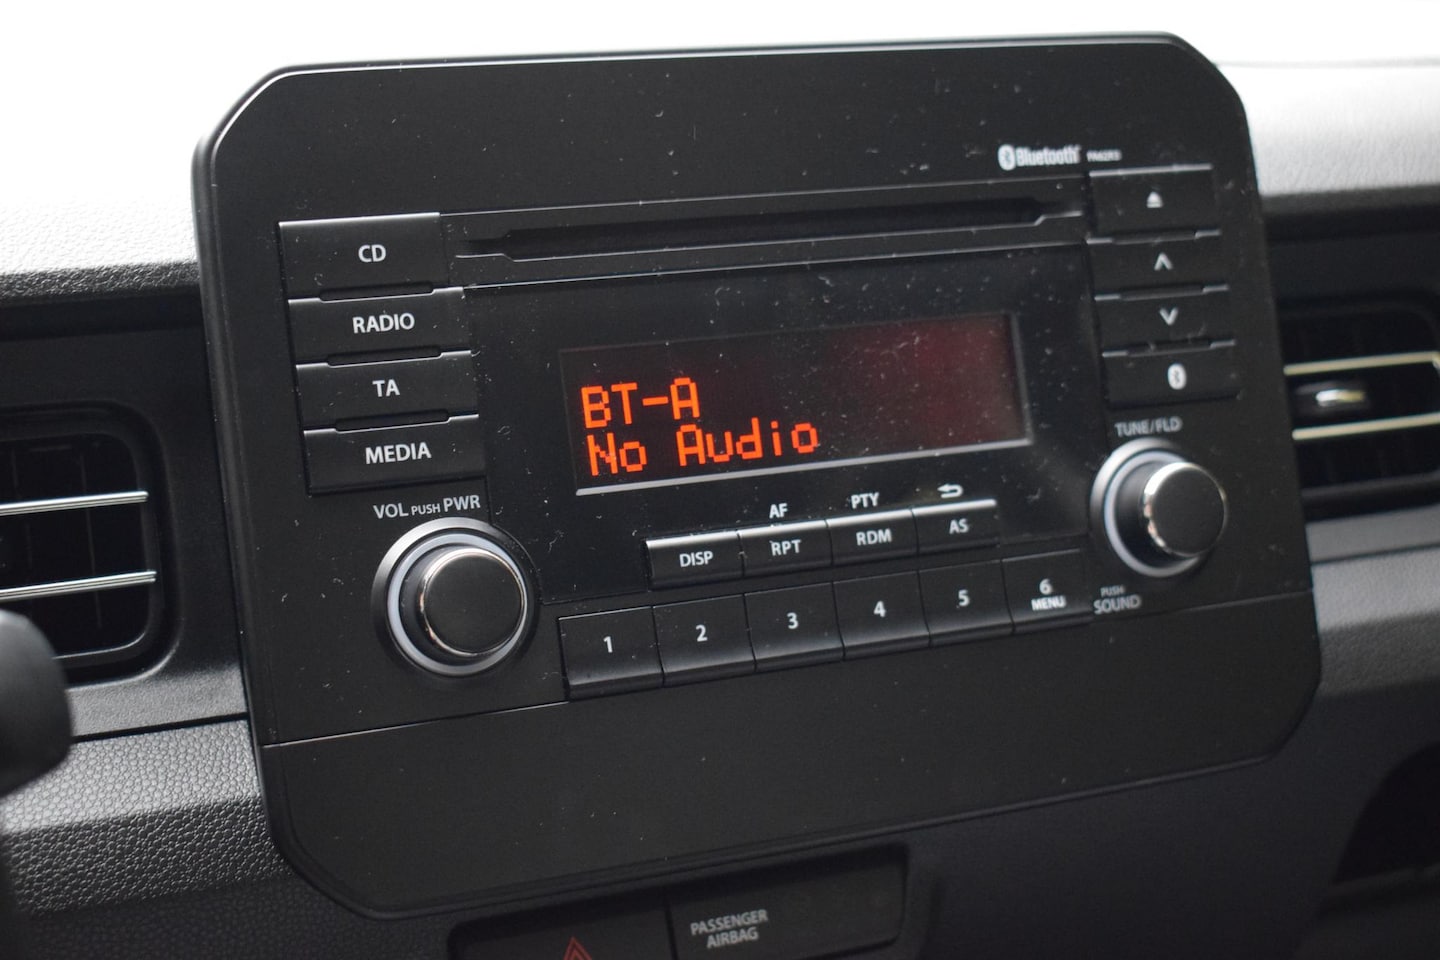 Bluetooth
CD
RADIO
TA
MEDIA
BT-A
No Audio
TUNE/FLD
VOL PUSH PWR
AF
PTY
DISP
RPT
RDM
AS
1
2
3
4
5
6
MENU
PUSH
SOUND
PASSENGER
AIRBAG